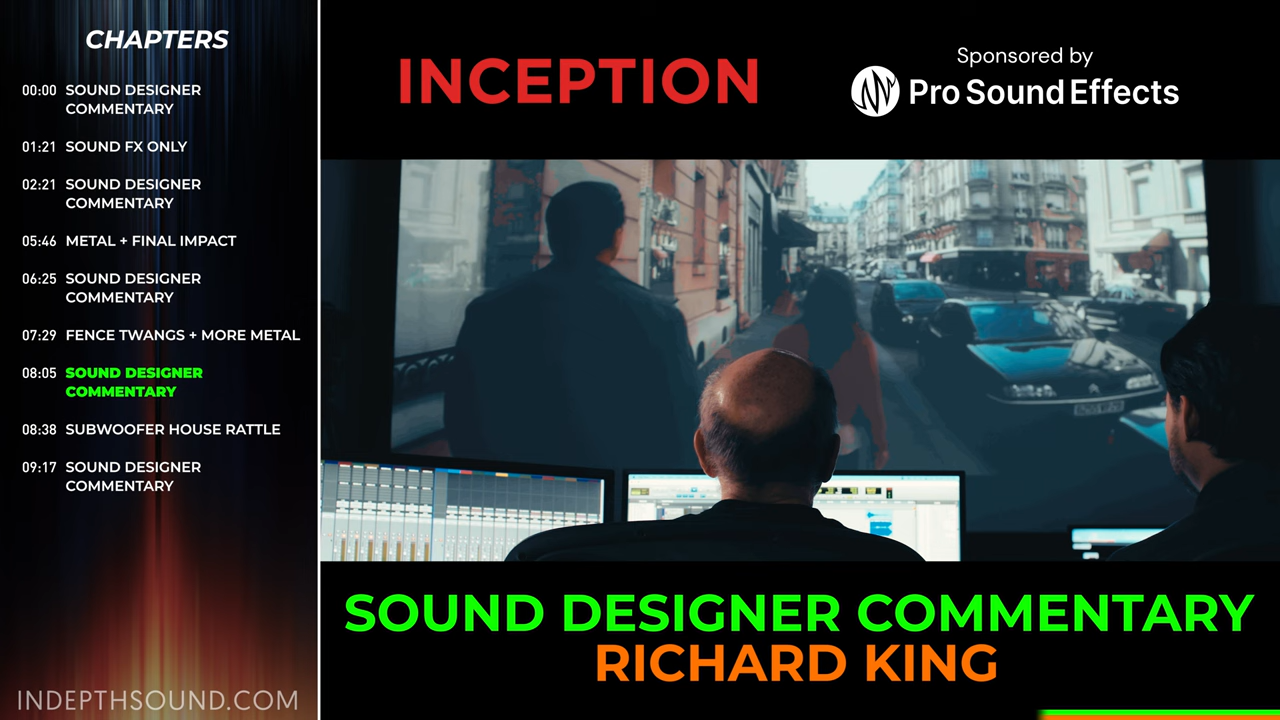 CHAPTERS
00:00 SOUND DESIGNER
COMMENTARY
01:21 SOUND FX ONLY
02:21 SOUND DESIGNER
COMMENTARY
05:46 METAL + FINAL IMPACT
06:25 SOUND DESIGNER
COMMENTARY
07:29 FENCE TWANGS + MORE METAL
08:05 SOUND DESIGNER
COMMENTARY
08:38 SUBWOOFER HOUSE RATTLE
09:17 SOUND DESIGNER
COMMENTARY
INDEPTHSOUND.COM
INCEPTION
Sponsored by
Pro Sound Effects
SOUND DESIGNER COMMENTARY
RICHARD KING